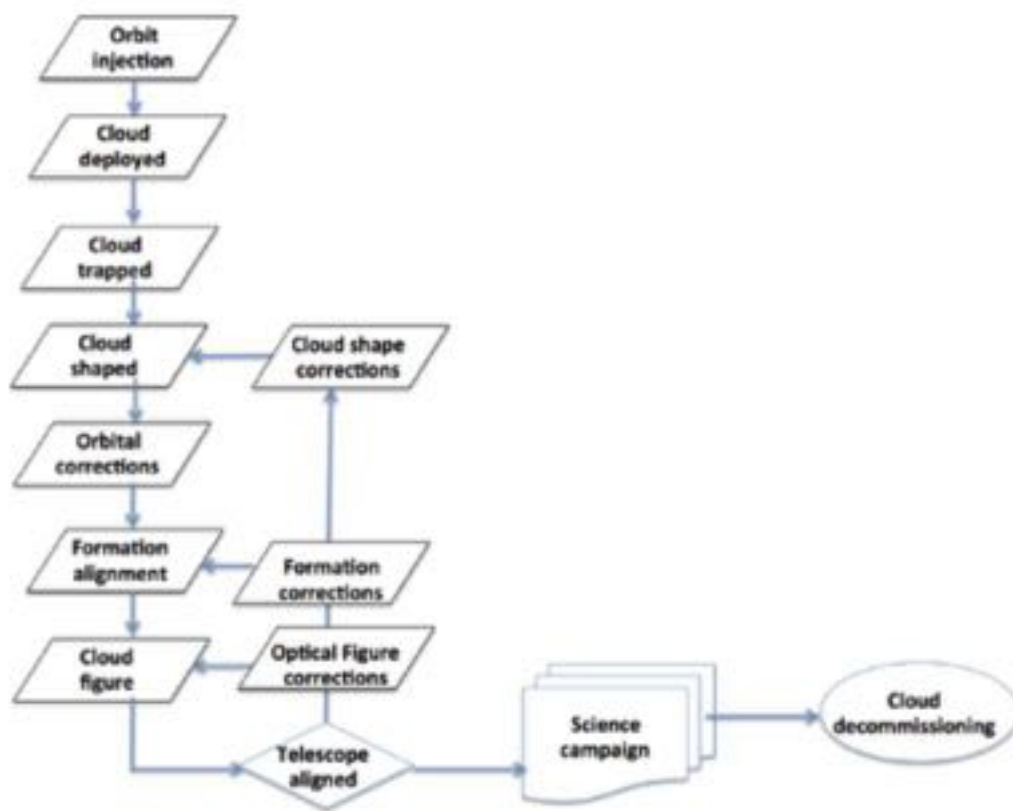 Orbit
injection
Cloud
deployed
Cloud
trapped
Cloud
shaped
Cloud shape
corrections
Orbital
corrections
Formation
alignment
Formation
corrections
Cloud
figure
Optical Figure
corrections
Telescope
aligned
Science
campaign
Cloud
decommissioning